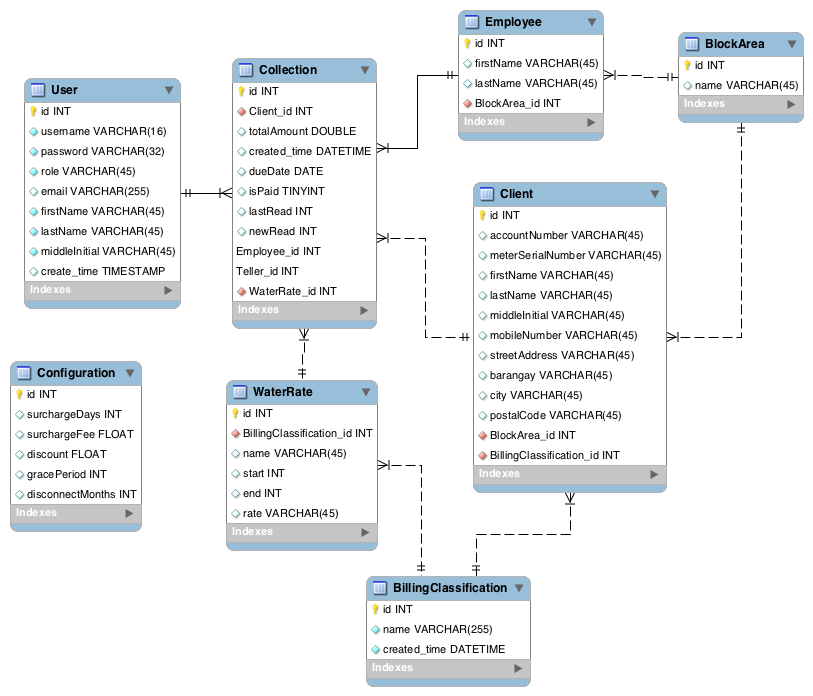 User
id INT
username VARCHAR(16)
password VARCHAR(32)
role VARCHAR(45)
email VARCHAR(255)
firstName VARCHAR(45)
lastName VARCHAR(45)
middleInitial VARCHAR(45)
create_time TIMESTAMP
Indexes
Collection
id INT
Client_id INT
totalAmount DOUBLE
created_time DATETIME
dueDate DATE
isPaid TINYINT
lastRead INT
newRead INT
Employee_id INT
Teller_id INT
WaterRate_id INT
Indexes
Employee
id INT
firstName VARCHAR(45)
lastName VARCHAR(45)
BlockArea_id INT
Indexes
BlockArea
id INT
name VARCHAR(45)
Indexes
Client
id INT
accountNumber VARCHAR(45)
meterSerialNumber VARCHAR(45)
firstName VARCHAR(45)
lastName VARCHAR(45)
middleInitial VARCHAR(45)
mobileNumber VARCHAR(45)
streetAddress VARCHAR(45)
barangay VARCHAR(45)
city VARCHAR(45)
postalCode VARCHAR(45)
BlockArea_id INT
BillingClassification_id INT
Indexes
Configuration
id INT
surchargeDays INT
surchargeFee FLOAT
discount FLOAT
gracePeriod INT
disconnectMonths INT
Indexes
WaterRate
id INT
BillingClassification_id INT
name VARCHAR(45)
start INT
end INT
rate VARCHAR(45)
Indexes
BillingClassification
id INT
name VARCHAR(255)
created_time DATETIME
Indexes